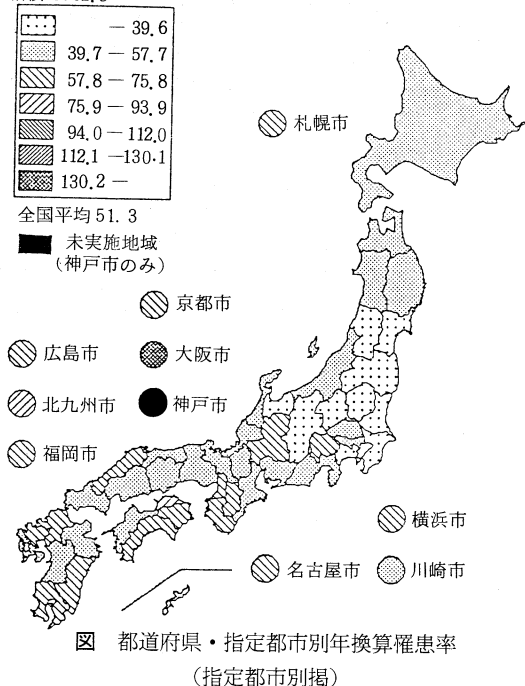 — 39.6
39.7 — 57.7
57.8 — 75.8
75.9 — 93.9
94.0 — 112.0
112.1 —130.1
130.2 —
全国平均51.3
未実施地域
(神戸市のみ)
札幌市
京都市
広島市
大阪市
北九州市
神戸市
福岡市
横浜市
名古屋市
川崎市
図 都道府県・指定都市別年換算罹患率
(指定都市別掲)